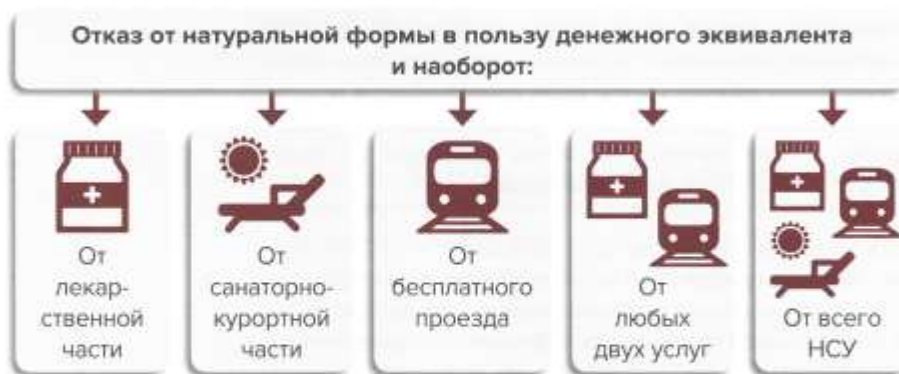 Отказ от натуральной формы в пользу денежного эквивалента
и наоборот:
От
лекар-
ственной
части
От
санаторно-
курортной
части
От
бесплатного
проезда
От
любых
двух услуг
От всего
НСУ